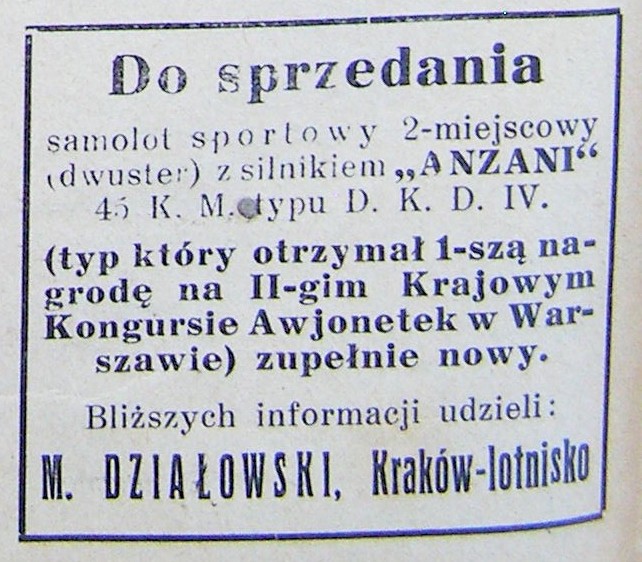 Do sprzedania
samolot sportowy 2-miejscowy
(dwuster) z silnikiem „ANZANI“
45 K. M. typu D. K. D. IV.
(typ który otrzymał 1-szą na-
grodę na II-gim Krajowym
Kongursie Awjonetek w War-
szawie) zupełnie nowy.
Bliższych informacji udzieli:
M. DZIAŁOWSKI, Kraków-lotnisko